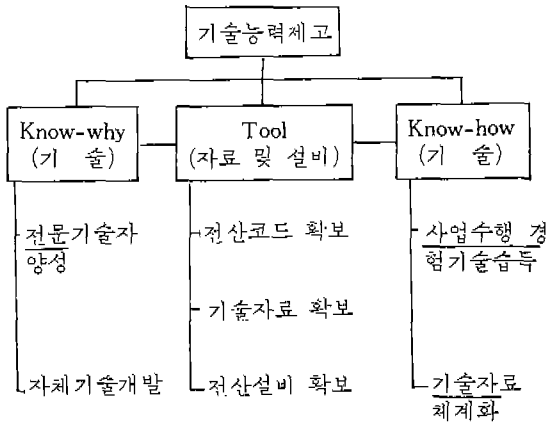 기술능력제고
Know-why
(기 술)
Tool
(자료 및 설비)
Know-how
(기 술)
전문기술자
양성
자체기술개발
전산코드 확보
기술자료 확보
전산설비 확보
사업수행 경
험기술습득
기술자료
체계화